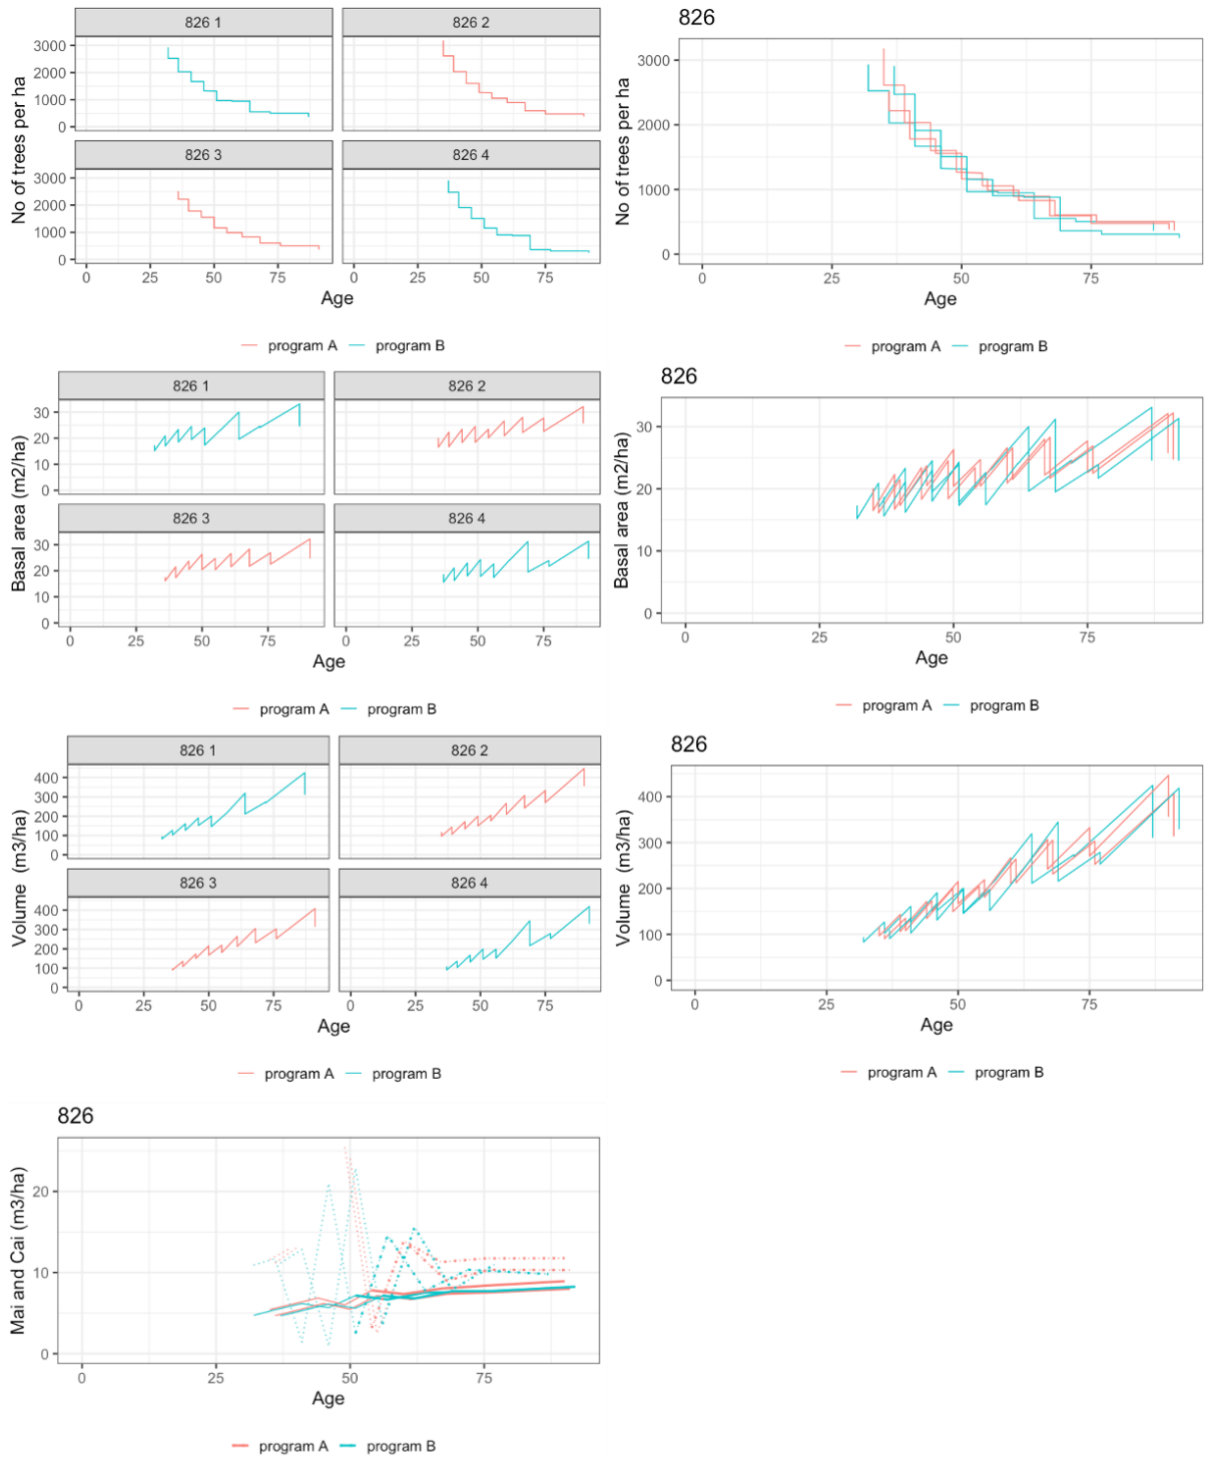 826 1
826 2
3000
2000
1000
0
826 3
826 4
3000
2000
1000
0
0 25 50 75 0 25 50 75
No of trees per ha
Age
program A program B
826
3000
2000
1000
0
0 25 50 75
No of trees per ha
Age
program A program B
826 1
826 2
30
20
10
0
826 3
826 4
30
20
10
0
0 25 50 75 0 25 50 75
Basal area (m2/ha)
Age
program A program B
826
30
20
10
0
0 25 50 75
Basal area (m2/ha)
Age
program A program B
826 1
826 2
400
300
200
100
0
826 3
826 4
400
300
200
100
0
0 25 50 75 0 25 50 75
Volume (m3/ha)
Age
program A program B
826
400
300
200
100
0
0 25 50 75
Volume (m3/ha)
Age
program A program B
826
20
10
0
0 25 50 75
Mai and Cai (m3/ha)
Age
program A program B